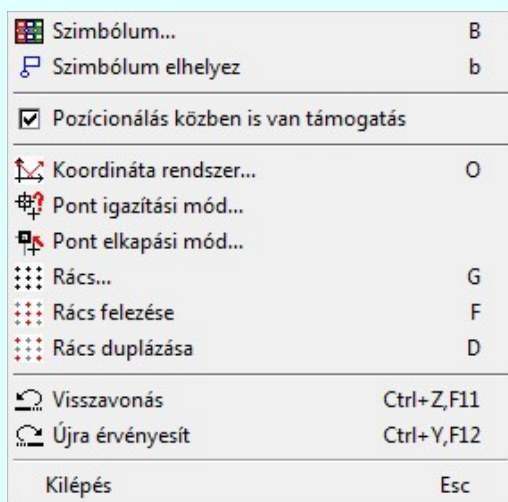 Szimbólum... B
Szimbólum elhelyez b
Pozícionálás közben is van támogatás
Koordináta rendszer... O
Pont igazítási mód...
Pont elkapási mód...
Rács... G
Rács felezése F
Rács duplázása D
Visszavonás Ctrl+Z,F11
Újra érvényesít Ctrl+Y,F12
Kilépés Esc